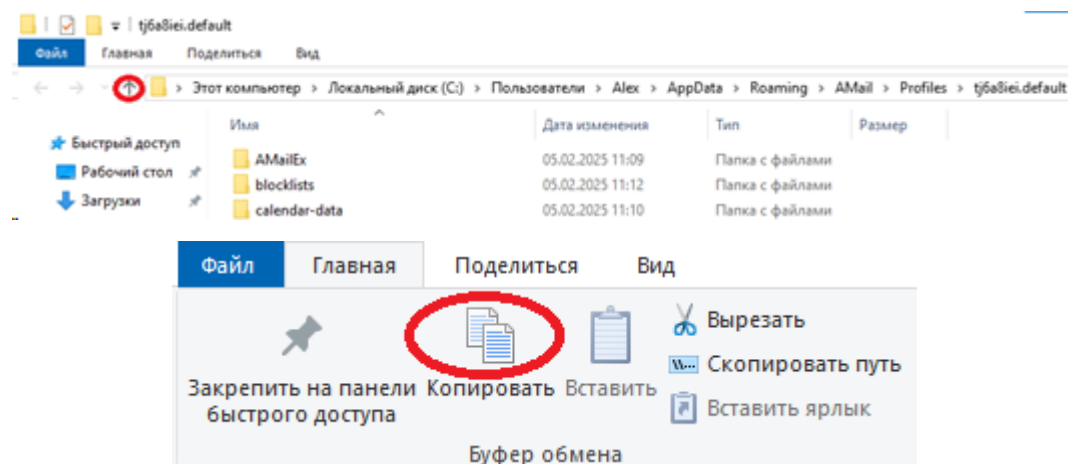 tj6a8iei.default
Файл Главная Поделиться Вид
Этот компьютер > Локальный диск (C:) > Пользователи > Alex > AppData > Roaming > AMail > Profiles > tj6a8iei.default
Имя Дата изменения Тип Размер
Быстрый доступ
AMailEx 05.02.2025 11:09 Папка с файлами
Рабочий стол
blocklists 05.02.2025 11:12 Папка с файлами
Загрузки
calendar-data 05.02.2025 11:10 Папка с файлами
Файл Главная Поделиться Вид
Закрепить на панели быстрого доступа
Копировать
Вставить
Вырезать
Скопировать путь
Вставить ярлык
Буфер обмена